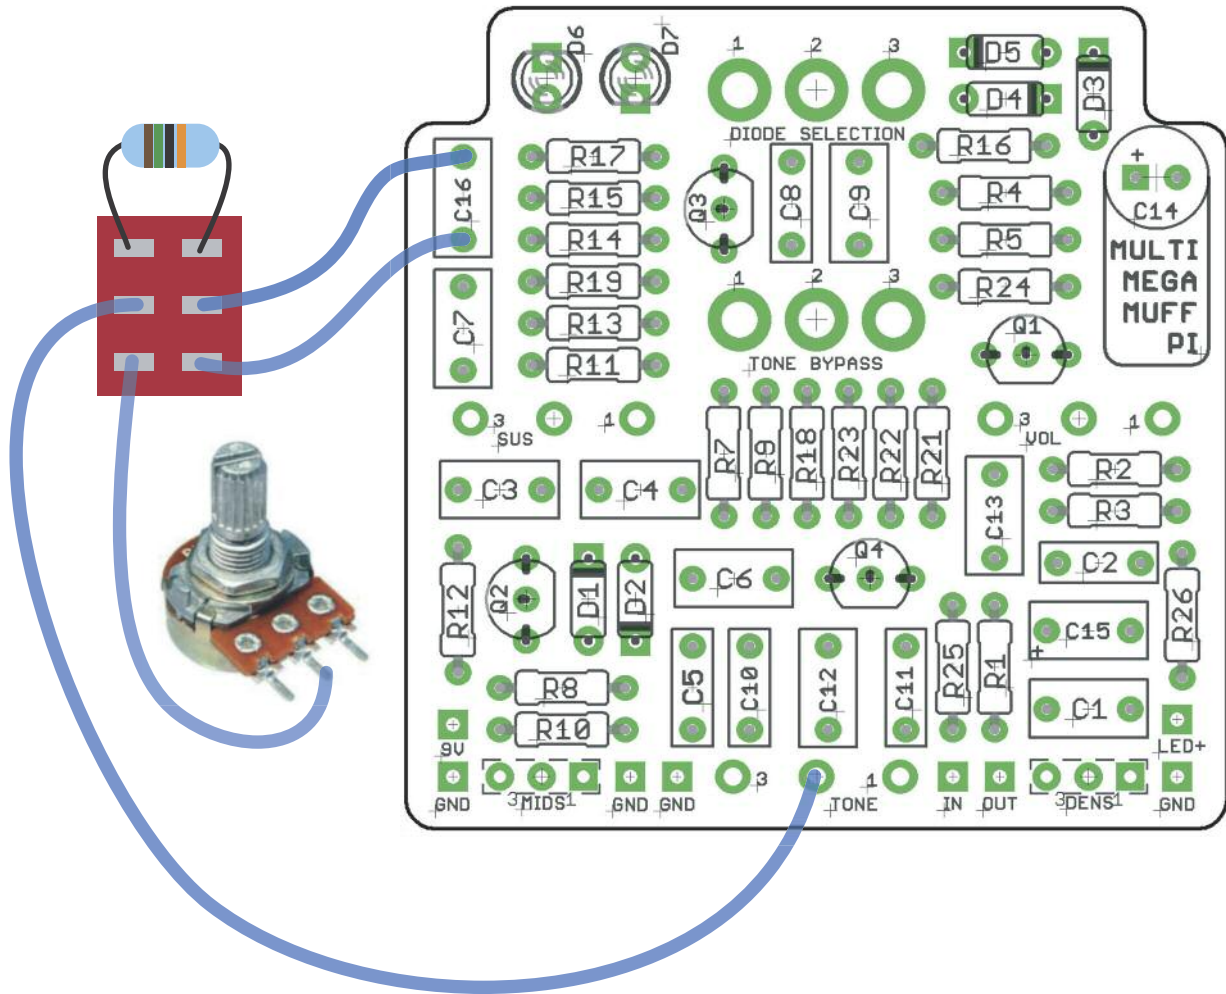 D6 D7
1 2 3
D5
D4
D3
DIODE SELECTION
R17
R15
R14
R19
R13
R11
C16
C7
Q3
C8
C9
R16
R4
R5
R24
+
C14
MULTI
MEGA
MUFF
PI
1 2 3
TONE BYPASS
Q1
3 SUS 1
3 VOL 1
R7
R9
R18
R23
R22
R21
C3
C4
C13
R2
R3
C2
R26
R12
Q2
D1
D2
C6
Q4
C15
+
C1
R8
R10
C5
C10
C12
C11
R25
R1
9V
LED+
GND
3 MIDS 1
GND
GND
3
TONE
1
IN
OUT
3 DENS 1
GND